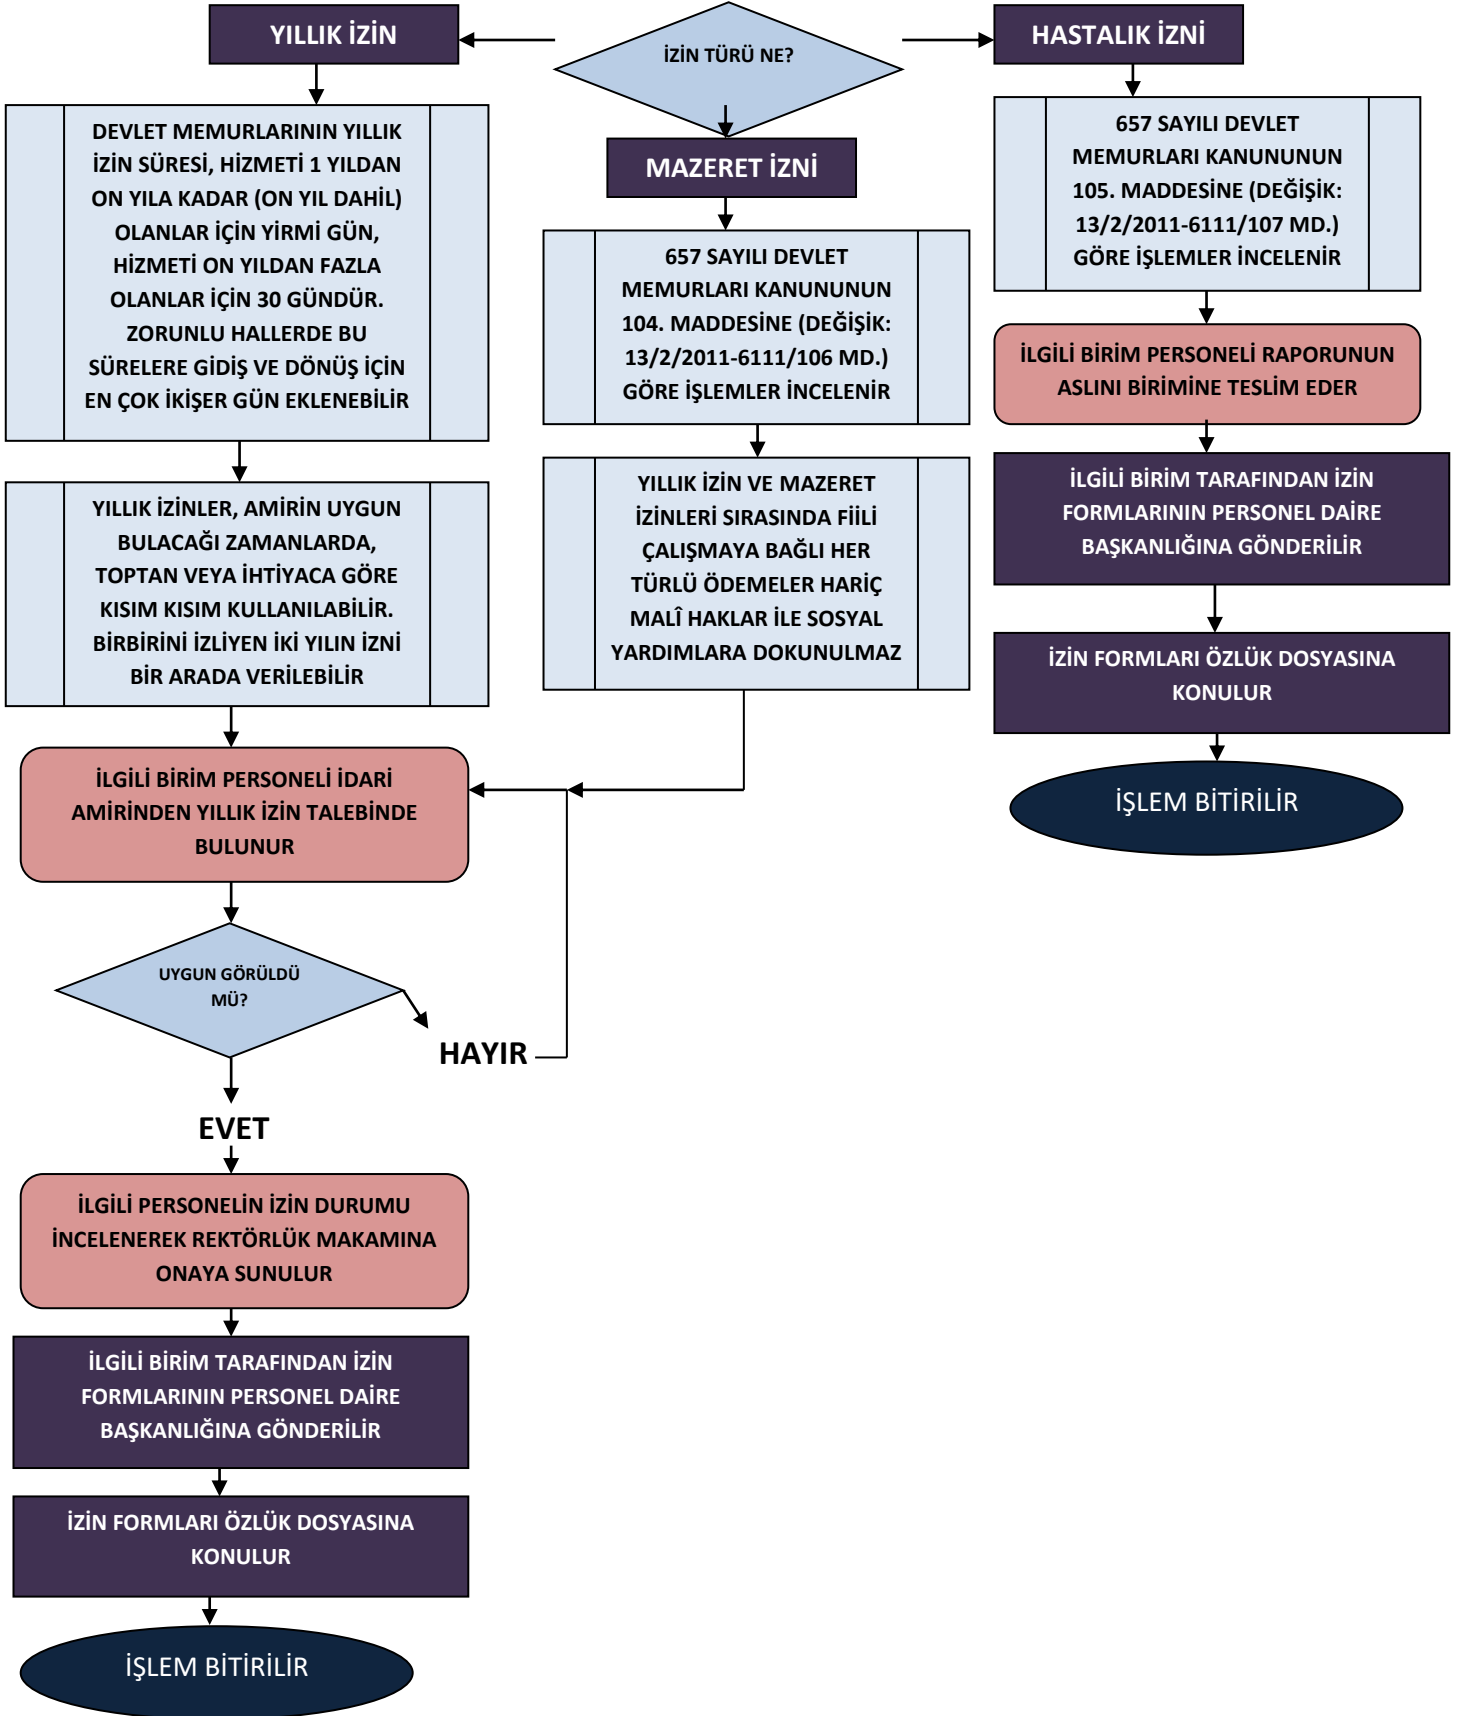 İZİN TÜRÜ NE?
YILLIK İZİN
DEVLET MEMURLARININ YILLIK
İZİN SÜRESİ, HİZMETİ 1 YILDAN
ON YILA KADAR (ON YIL DAHİL)
OLANLAR İÇİN YİRMİ GÜN,
HİZMETİ ON YILDAN FAZLA
OLANLAR İÇİN 30 GÜNDÜR.
ZORUNLU HALLERDE BU
SÜRELERE GİDİŞ VE DÖNÜŞ İÇİN
EN ÇOK İKİŞER GÜN EKLENEBİLİR
YILLIK İZİNLER, AMİRİN UYGUN
BULACAĞI ZAMANLARDA,
TOPTAN VEYA İHTİYACA GÖRE
KISIM KISIM KULLANILABİLİR.
BİRBİRİNİ İZLİYEN İKİ YILIN İZNİ
BİR ARADA VERİLEBİLİR
MAZERET İZNİ
657 SAYILI DEVLET
MEMURLARI KANUNUNUN
104. MADDESİNE (DEĞİŞİK:
13/2/2011-6111/106 MD.)
GÖRE İŞLEMLER İNCELENİR
YILLIK İZİN VE MAZERET
İZİNLERİ SIRASINDA FİİLİ
ÇALIŞMAYA BAĞLI HER
TÜRLÜ ÖDEMELER HARİÇ
MALÎ HAKLAR İLE SOSYAL
YARDIMLARA DOKUNULMAZ
HASTALIK İZNİ
657 SAYILI DEVLET
MEMURLARI KANUNUNUN
105. MADDESİNE (DEĞİŞİK:
13/2/2011-6111/107 MD.)
GÖRE İŞLEMLER İNCELENİR
İLGİLİ BİRİM PERSONELİ RAPORUNUN
ASLINI BİRİMİNE TESLİM EDER
İLGİLİ BİRİM TARAFINDAN İZİN
FORMLARININ PERSONEL DAİRE
BAŞKANLIĞINA GÖNDERİLİR
İZİN FORMLARI ÖZLÜK DOSYASINA
KONULUR
İŞLEM BİTİRİLİR
İLGİLİ BİRİM PERSONELİ İDARİ
AMİRİNDEN YILLIK İZİN TALEBİNDE
BULUNUR
UYGUN GÖRÜLDÜ
MÜ?
HAYIR
EVET
İLGİLİ PERSONELİN İZİN DURUMU
İNCELENEREK REKTÖRLÜK MAKAMINA
ONAYA SUNULUR
İLGİLİ BİRİM TARAFINDAN İZİN
FORMLARININ PERSONEL DAİRE
BAŞKANLIĞINA GÖNDERİLİR
İZİN FORMLARI ÖZLÜK DOSYASINA
KONULUR
İŞLEM BİTİRİLİR